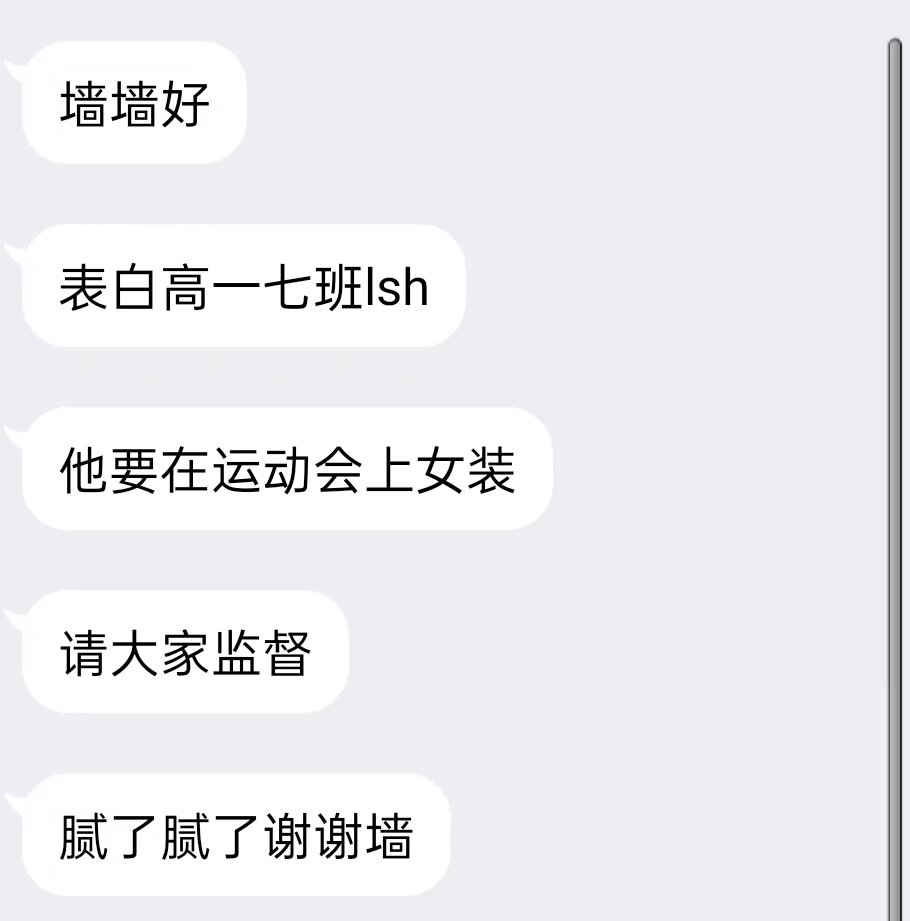 墙墙好
表白高一七班lsh
他要在运动会上女装
请大家监督
腻了腻了谢谢墙